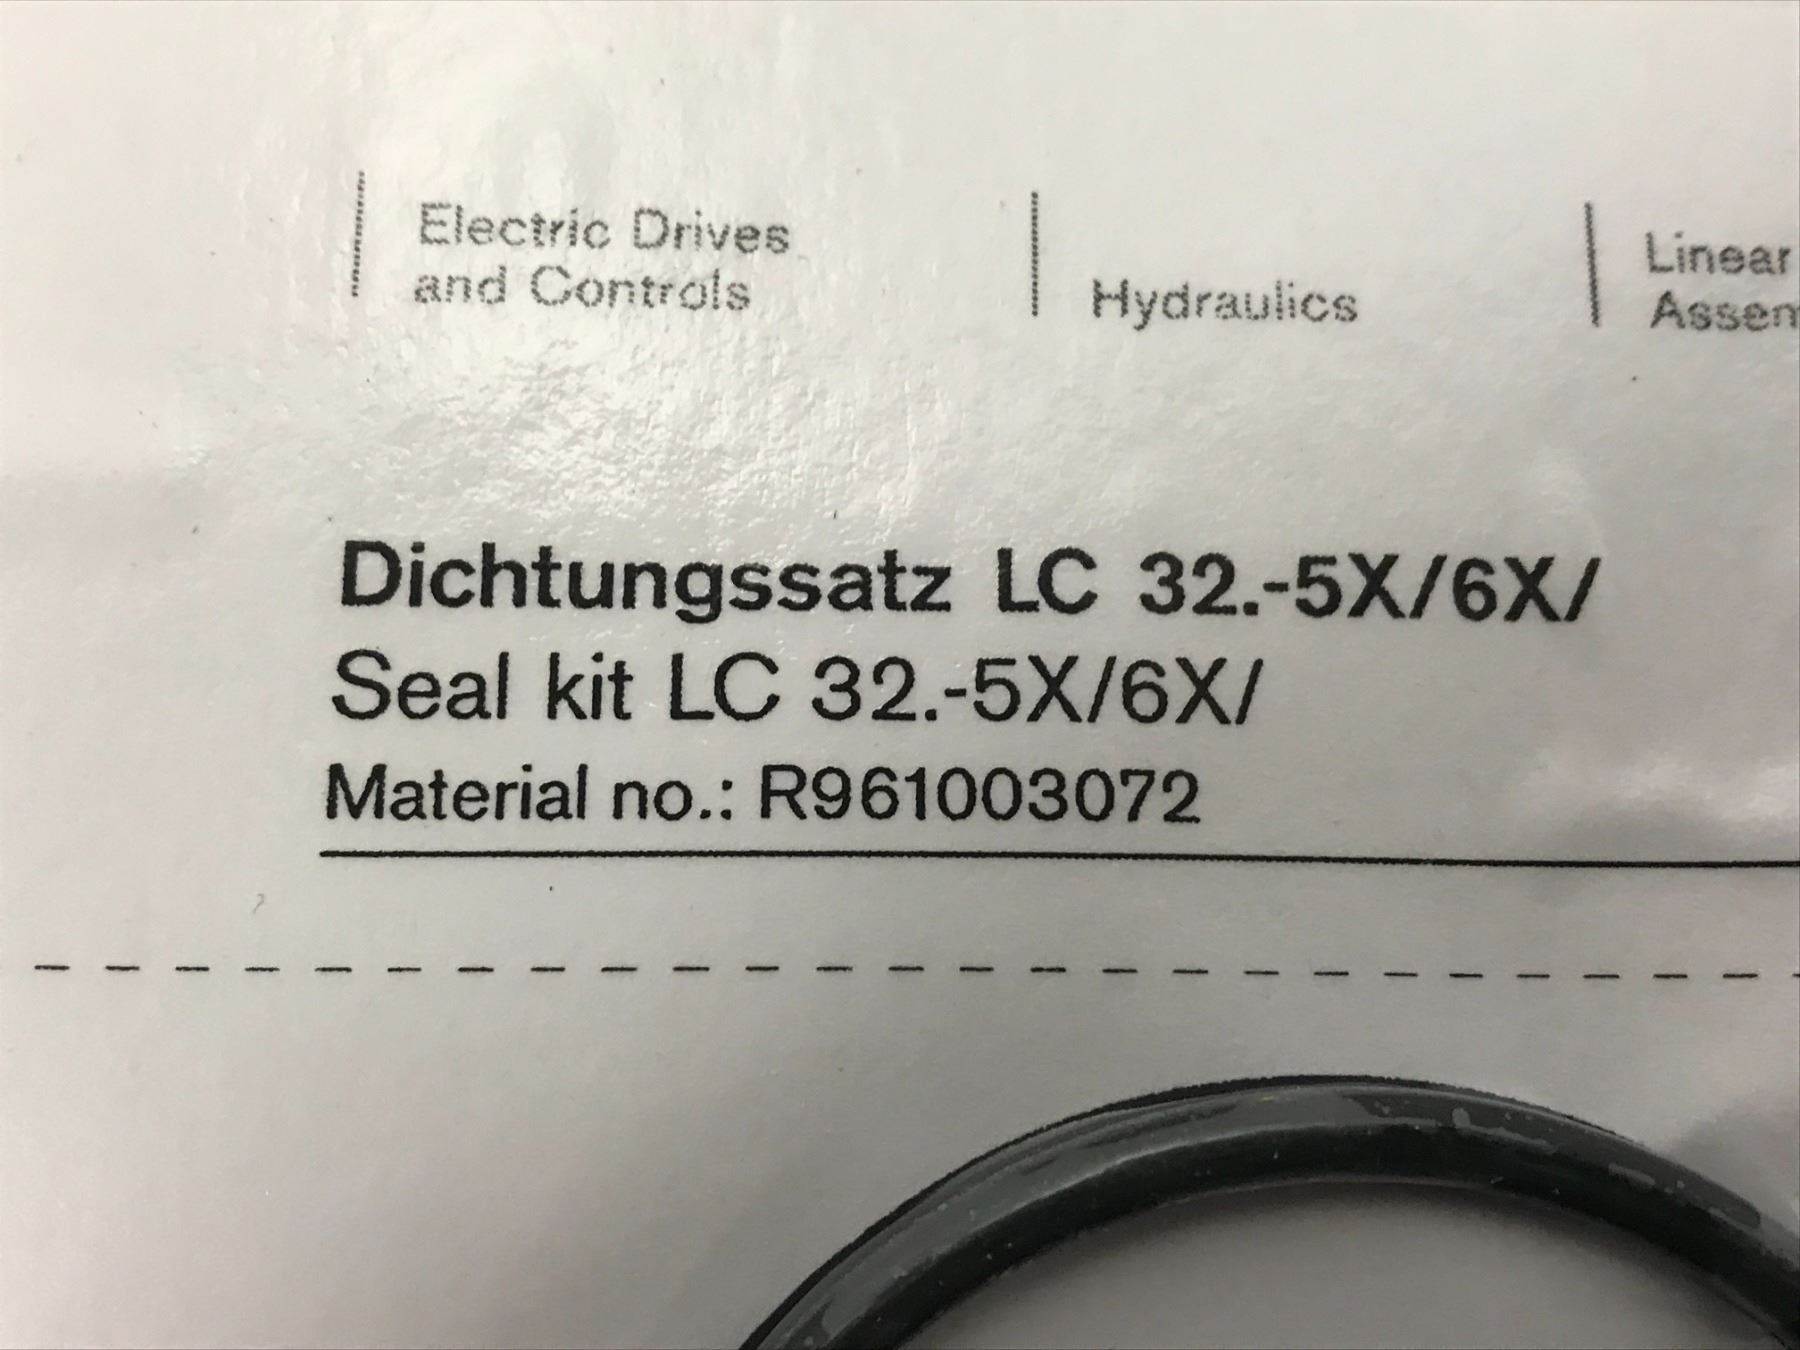 Electric Drives
and Controls
Hydraulics
Linear
Dichtungssatz LC 32.-5X/6X/
Seal kit LC 32.-5X/6X/
Material no.: R961003072